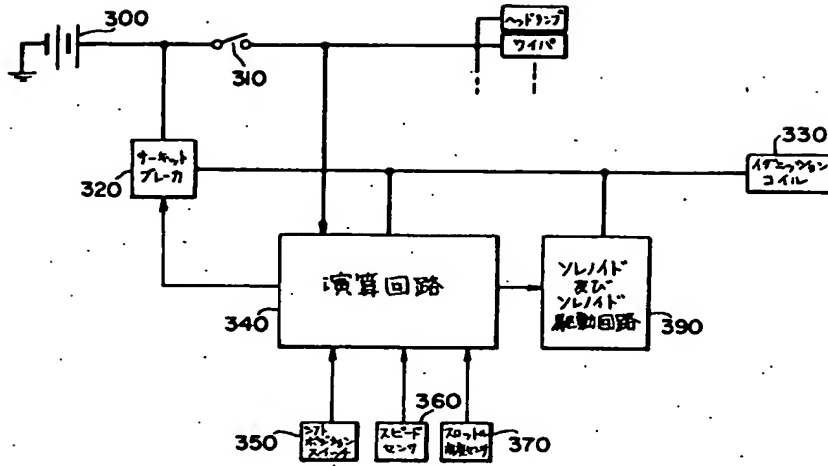 300
ヘッドランプ
ワイパ
310
サーキット
ブレーカ
320
330
イグニッション
コイル
演算回路
340
ソレノイド
及び
ソレノイド
駆動回路
390
シフト
ポジション
スイッチ
350
スピード
センサ
360
スロットル
センサ
370